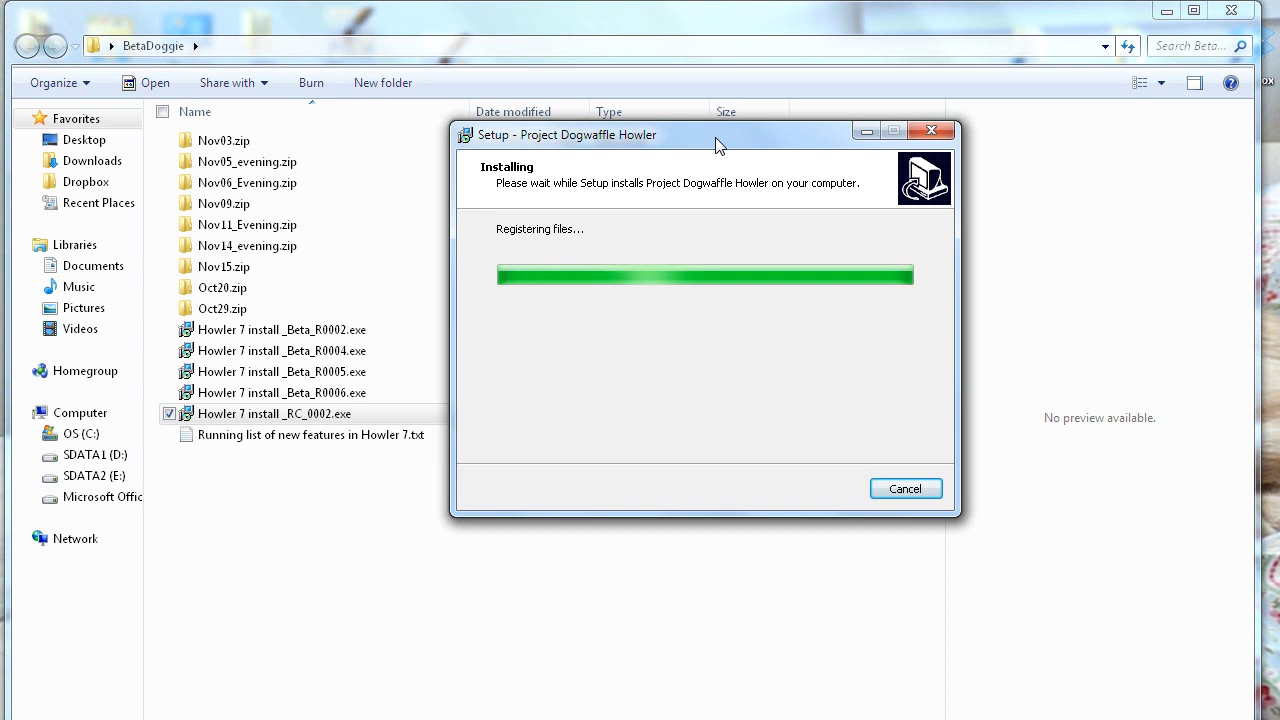 BetaDoggie
Search Beta...
Organize
Open
Share with
Burn
New folder
Favorites
Desktop
Downloads
Dropbox
Recent Places
Libraries
Documents
Music
Pictures
Videos
Homegroup
Computer
OS (C:)
SDATA1 (D:)
SDATA2 (E:)
Microsoft Offic
Network
Name
Date modified
Type
Size
Nov03.zip
Nov05_evening.zip
Nov06_Evening.zip
Nov09.zip
Nov11_Evening.zip
Nov14_evening.zip
Nov15.zip
Oct20.zip
Oct29.zip
Howler 7 install _Beta_R0002.exe
Howler 7 install _Beta_R0004.exe
Howler 7 install _Beta_R0005.exe
Howler 7 install _Beta_R0006.exe
Howler 7 install _RC_0002.exe
Running list of new features in Howler 7.txt
Setup - Project Dogwaffle Howler
Installing
Please wait while Setup installs Project Dogwaffle Howler on your computer.
Registering files...
Cancel
No preview available.